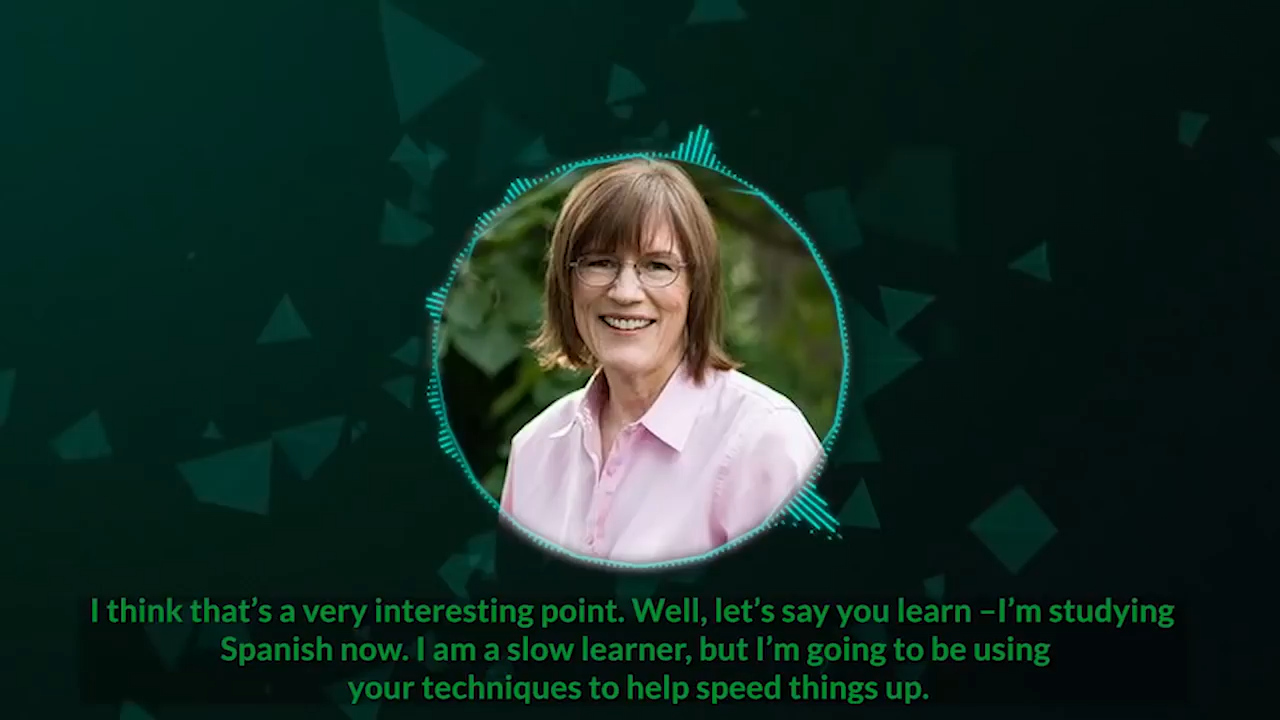 I think that’s a very interesting point. Well, let’s say you learn –I’m studying
Spanish now. I am a slow learner, but I’m going to be using
your techniques to help speed things up.